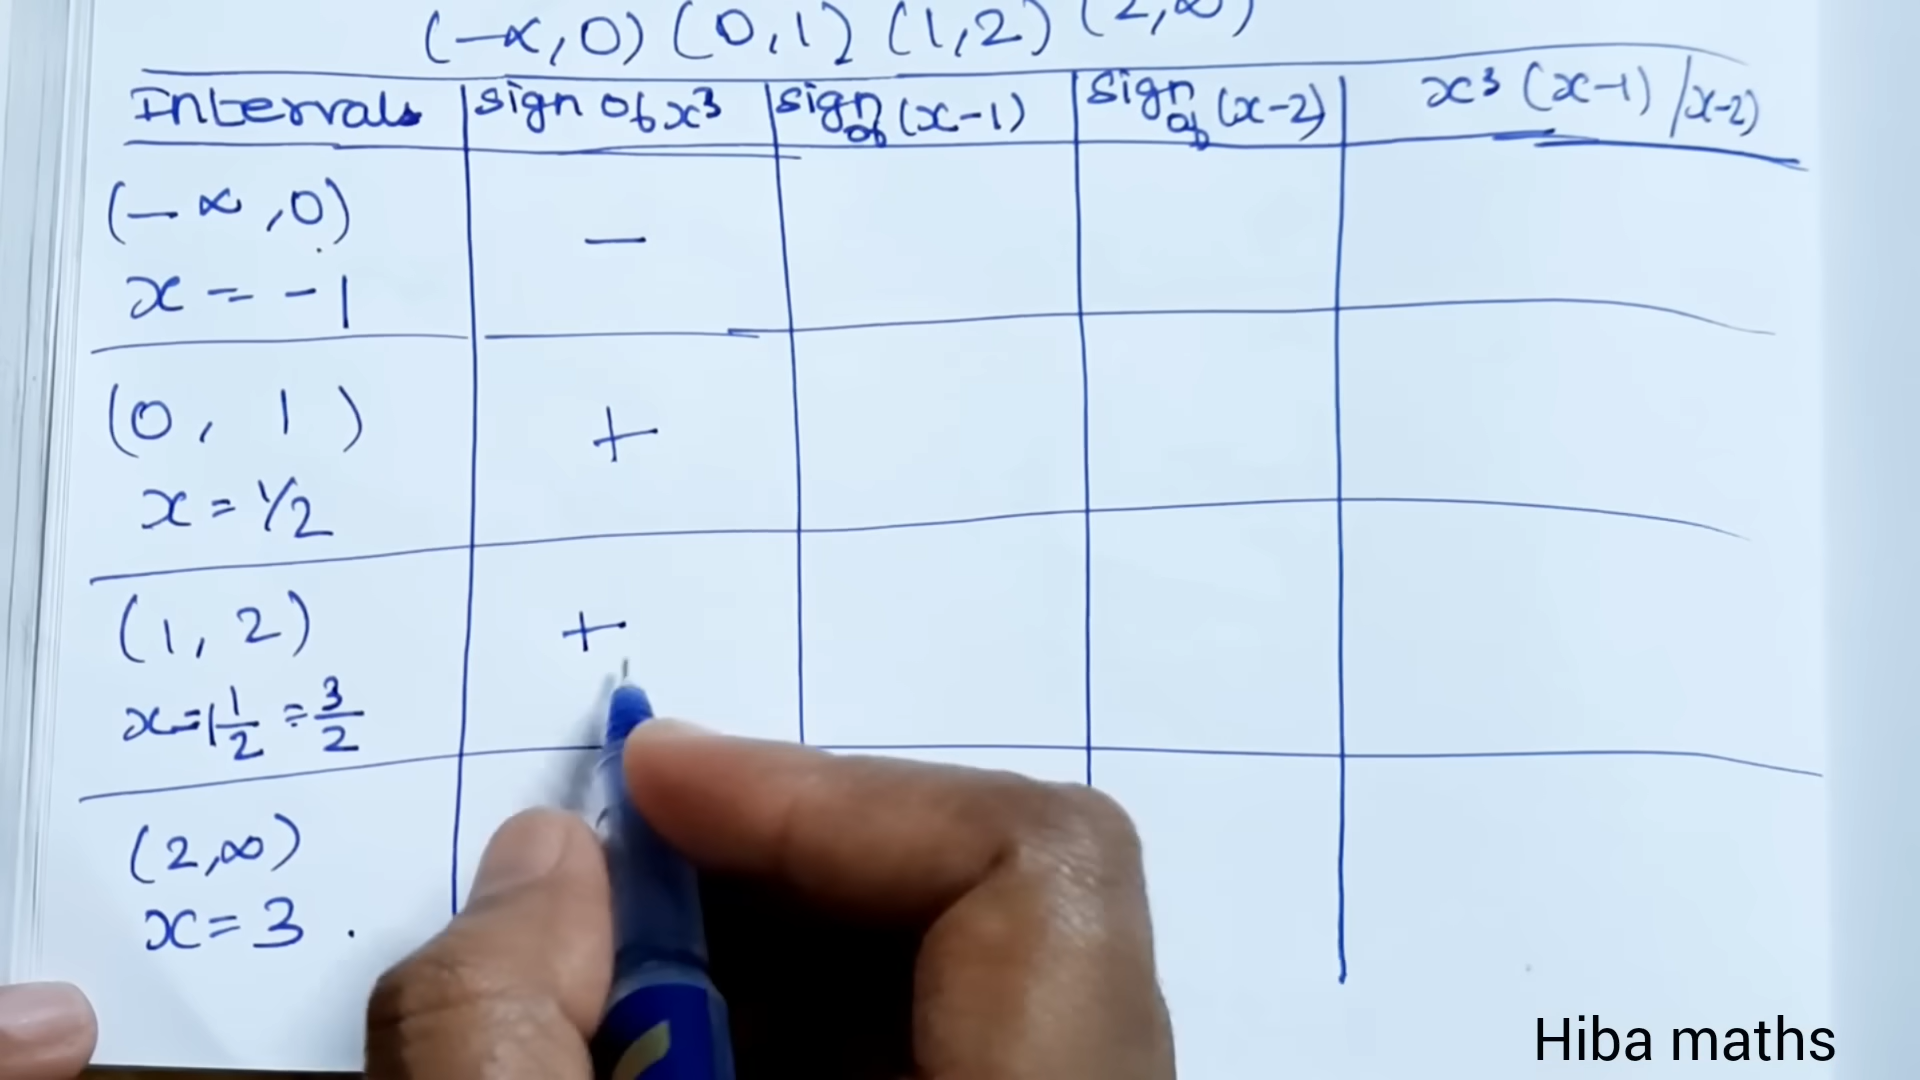 (-∞,0) (0,1) (1,2) (2,∞)
Intervals sign of x³ sign of (x-1) sign of (x-2) x³ (x-1) (x-2)
(-∞,0) −
x = -1
(0, 1) +
x = 1/2
(1, 2) +
x = 1 1/2 = 3/2
(2,∞)
x = 3 .
Hiba maths